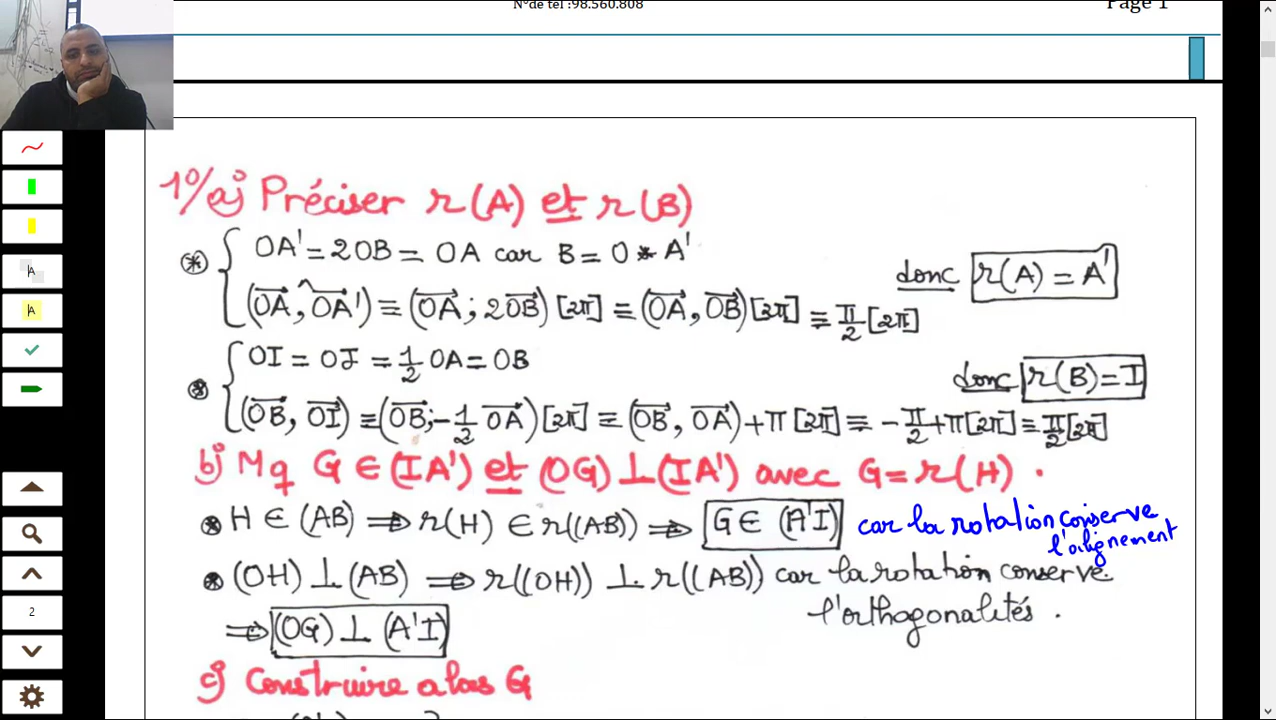 N°de tél :98.560.808
Page 1
1°/a) Préciser r(A) et r(B)
⊛ { OA' = 2OB = OA car B = O * A'
(OA→, OA'→) ≡ (OA→; 2OB→) [2π] ≡ (OA→, OB→) [2π] ≡ π/2 [2π]
donc r(A) = A'
⊛ { OI = OJ = 1/2 OA = OB
(OB→, OI→) ≡ (OB→; -1/2 OA→) [2π] ≡ (OB→, OA→) + π [2π] ≡ -π/2 + π [2π] ≡ π/2 [2π]
donc r(B) = I
b) Mq G ∈ (IA') et (OG) ⊥ (IA') avec G = r(H) .
⊛ H ∈ (AB) ⟹ r(H) ∈ r((AB)) ⟹ G ∈ (A'I) car la rotation conserve
l'alignement
⊛ (OH) ⊥ (AB) ⟹ r((OH)) ⊥ r((AB)) car la rotation conserve
l'orthogonalités .
⟹ (OG) ⊥ (A'I)
c) Construire alors G
A
A
2